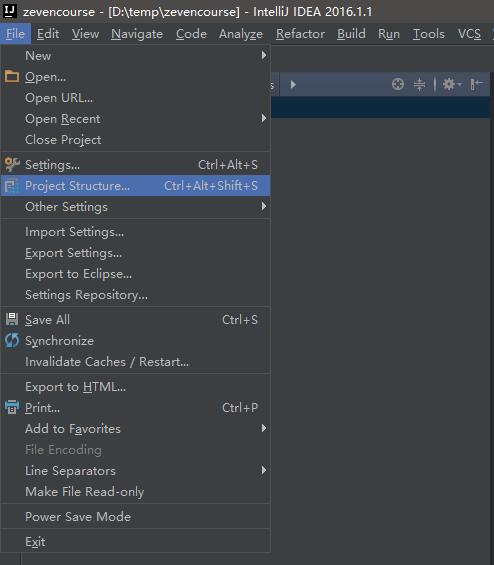 zevencourse - [D:\temp\zevencourse] - IntelliJ IDEA 2016.1.1
File Edit View Navigate Code Analyze Refactor Build Run Tools VCS
New
Open...
Open URL...
Open Recent
Close Project
Settings... Ctrl+Alt+S
Project Structure... Ctrl+Alt+Shift+S
Other Settings
Import Settings...
Export Settings...
Export to Eclipse...
Settings Repository...
Save All Ctrl+S
Synchronize
Invalidate Caches / Restart...
Export to HTML...
Print... Ctrl+P
Add to Favorites
File Encoding
Line Separators
Make File Read-only
Power Save Mode
Exit